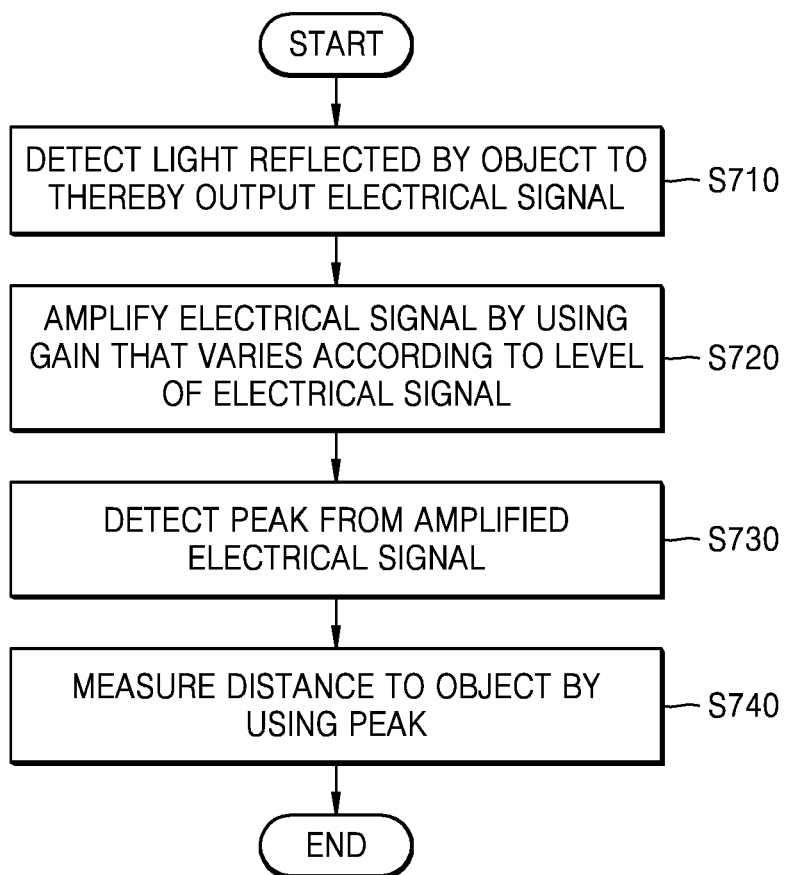 START
DETECT LIGHT REFLECTED BY OBJECT TO
THEREBY OUTPUT ELECTRICAL SIGNAL
S710
AMPLIFY ELECTRICAL SIGNAL BY USING
GAIN THAT VARIES ACCORDING TO LEVEL
OF ELECTRICAL SIGNAL
S720
DETECT PEAK FROM AMPLIFIED
ELECTRICAL SIGNAL
S730
MEASURE DISTANCE TO OBJECT BY
USING PEAK
S740
END